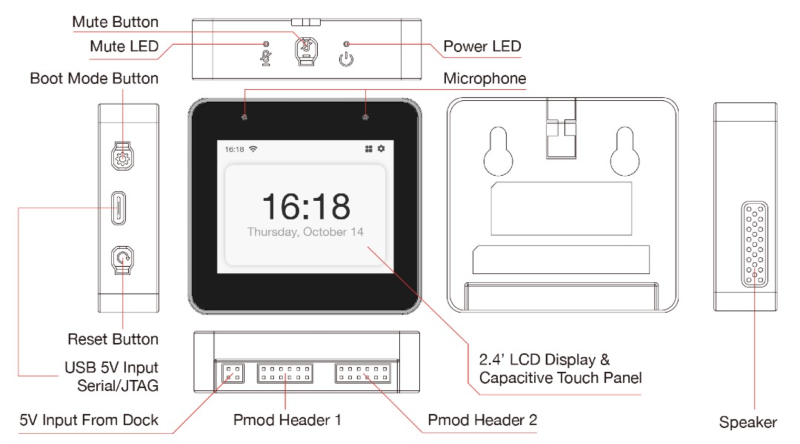 Mute Button
Mute LED
Power LED
Boot Mode Button
Microphone
16:18
16:18
Thursday, October 14
Reset Button
USB 5V Input
Serial/JTAG
2.4’ LCD Display &
Capacitive Touch Panel
5V Input From Dock
Pmod Header 1
Pmod Header 2
Speaker